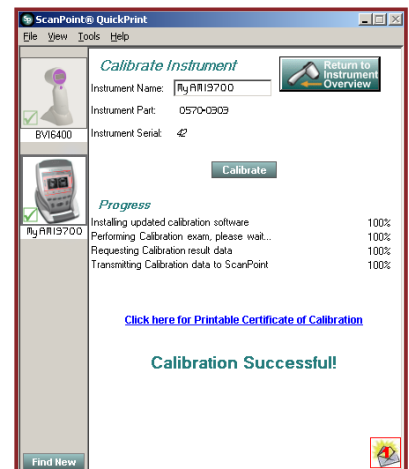 ScanPoint® QuickPrint
File View Tools Help
Calibrate Instrument
Return to
Instrument
Overview
Instrument Name: MyAMI9700
Instrument Part: 0570-0303
Instrument Serial: 42
BVI6400
Calibrate
MyAMI9700
Progress
Installing updated calibration software 100%
Performing Calibration exam, please wait... 100%
Requesting Calibration result data 100%
Transmitting Calibration data to ScanPoint 100%
Click here for Printable Certificate of Calibration
Calibration Successful!
Find New